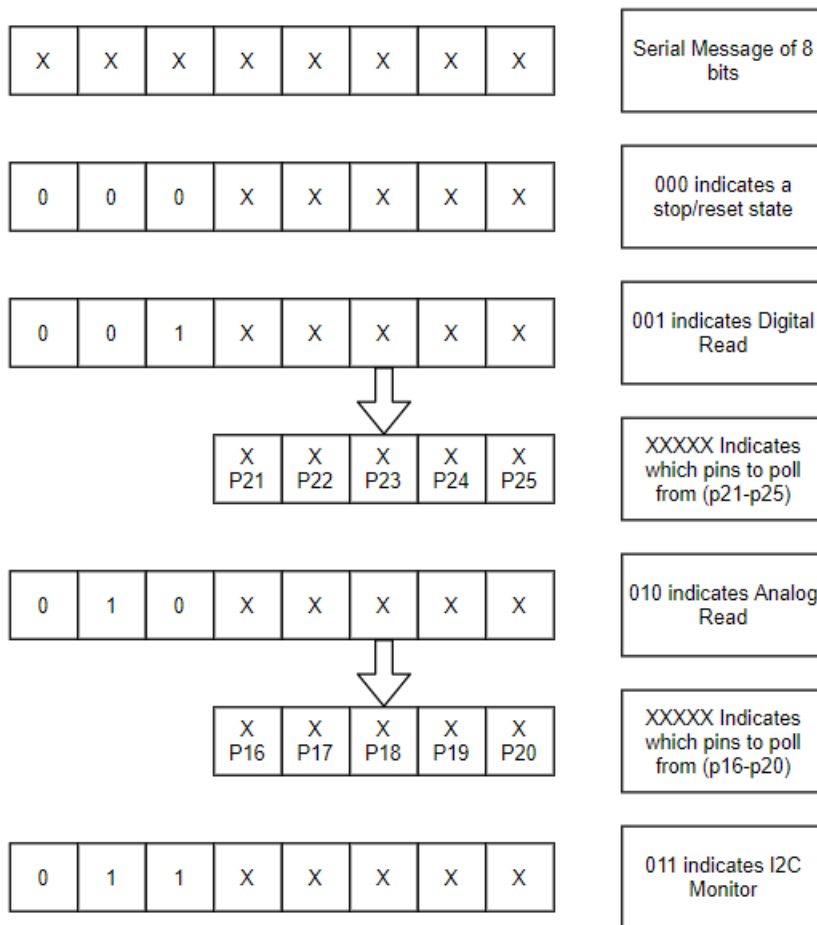 X X X X X X X X
Serial Message of 8
bits
0 0 0 X X X X X
000 indicates a
stop/reset state
0 0 1 X X X X X
001 indicates Digital
Read
X X X X X
P21 P22 P23 P24 P25
XXXXX Indicates
which pins to poll
from (p21-p25)
0 1 0 X X X X X
010 indicates Analog
Read
X X X X X
P16 P17 P18 P19 P20
XXXXX Indicates
which pins to poll
from (p16-p20)
0 1 1 X X X X X
011 indicates I2C
Monitor